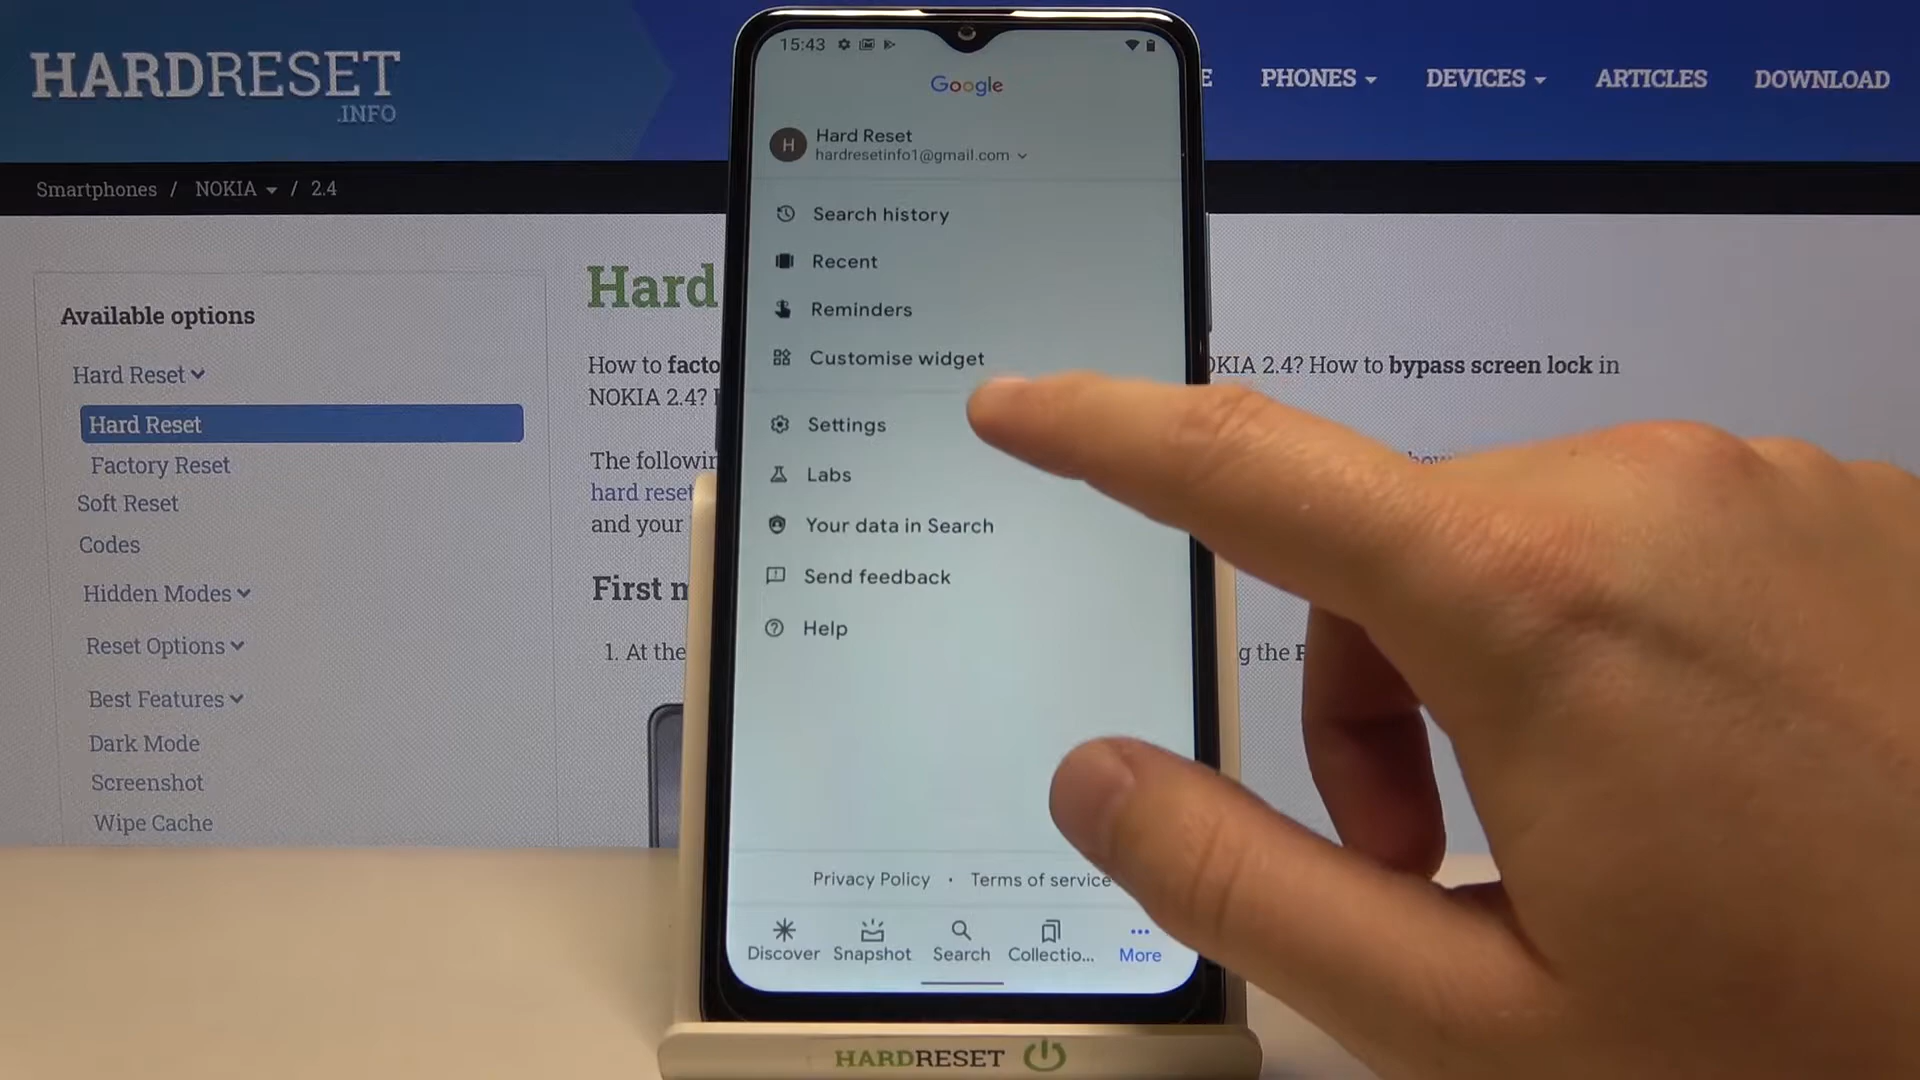 HARDRESET
.INFO
PHONES
DEVICES
ARTICLES
DOWNLOAD
Smartphones / NOKIA / 2.4
Available options
Hard Reset
Hard Reset
Factory Reset
Soft Reset
Codes
Hidden Modes
Reset Options
Best Features
Dark Mode
Screenshot
Wipe Cache
Hard
How to
NOKIA 2.4? How to bypass screen lock in
NOKIA 2.4?
The
hard reset
and your
First
1. At the
g the
15:43
Google
H
Hard Reset
hardresetinfo1@gmail.com
Search history
Recent
Reminders
Customise widget
Settings
Labs
Your data in Search
Send feedback
Help
Privacy Policy • Terms of service
Discover Snapshot Search Collectio... More
HARDRESET